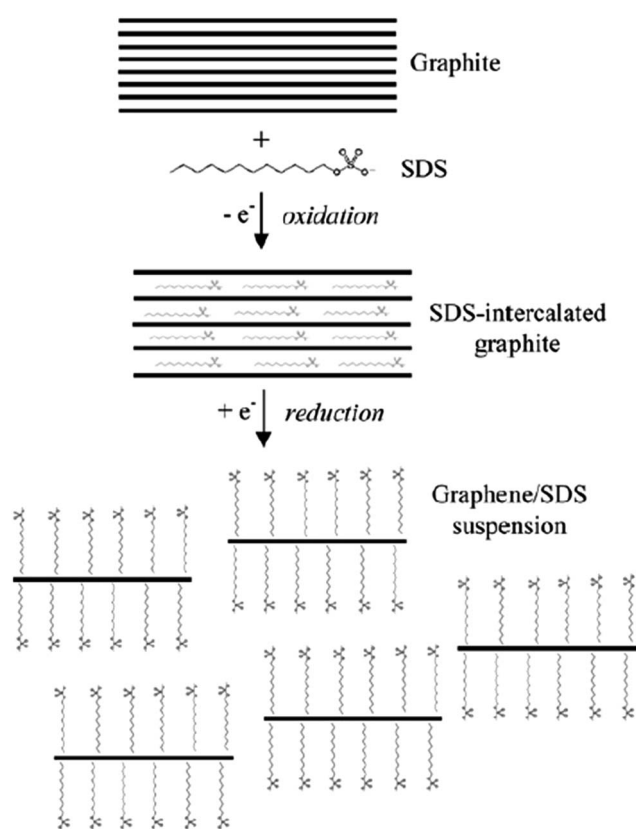 Graphite
+
SDS
- e⁻ oxidation
SDS-intercalated
graphite
+ e⁻ reduction
Graphene/SDS
suspension